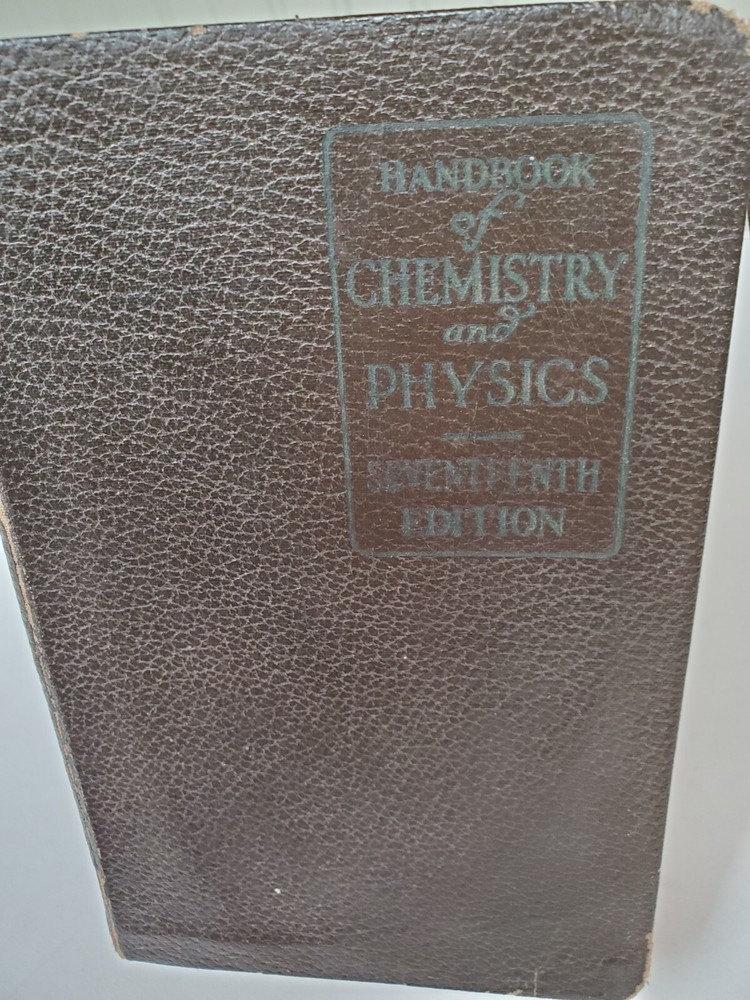 HANDBOOK
of
CHEMISTRY
and
PHYSICS
SEVENTEENTH
EDITION